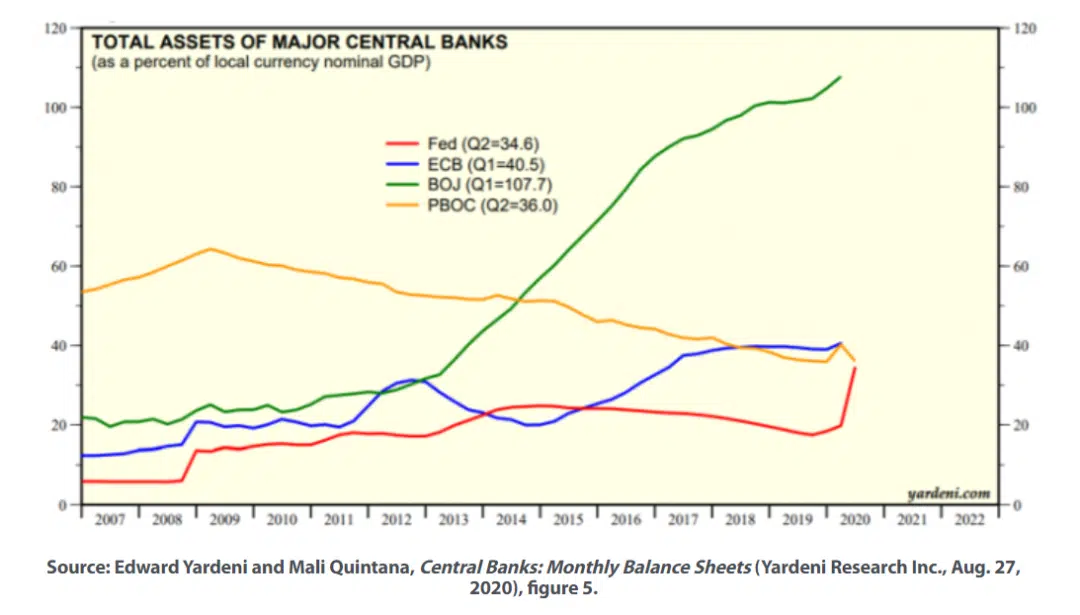 TOTAL ASSETS OF MAJOR CENTRAL BANKS
(as a percent of local currency nominal GDP)
120
100
80
60
40
20
0
120
100
80
60
40
20
0
Fed (Q2=34.6)
ECB (Q1=40.5)
BOJ (Q1=107.7)
PBOC (Q2=36.0)
yardeni.com
2007 2008 2009 2010 2011 2012 2013 2014 2015 2016 2017 2018 2019 2020 2021 2022
Source: Edward Yardeni and Mali Quintana, Central Banks: Monthly Balance Sheets (Yardeni Research Inc., Aug. 27,
2020), figure 5.